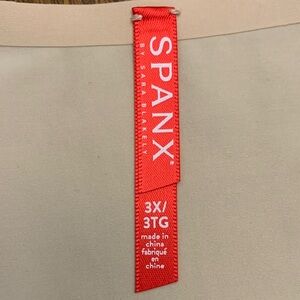 SPANX®
BY SARA BLAKELY
3X/
3TG
made in
china
fabriqué
en
chine